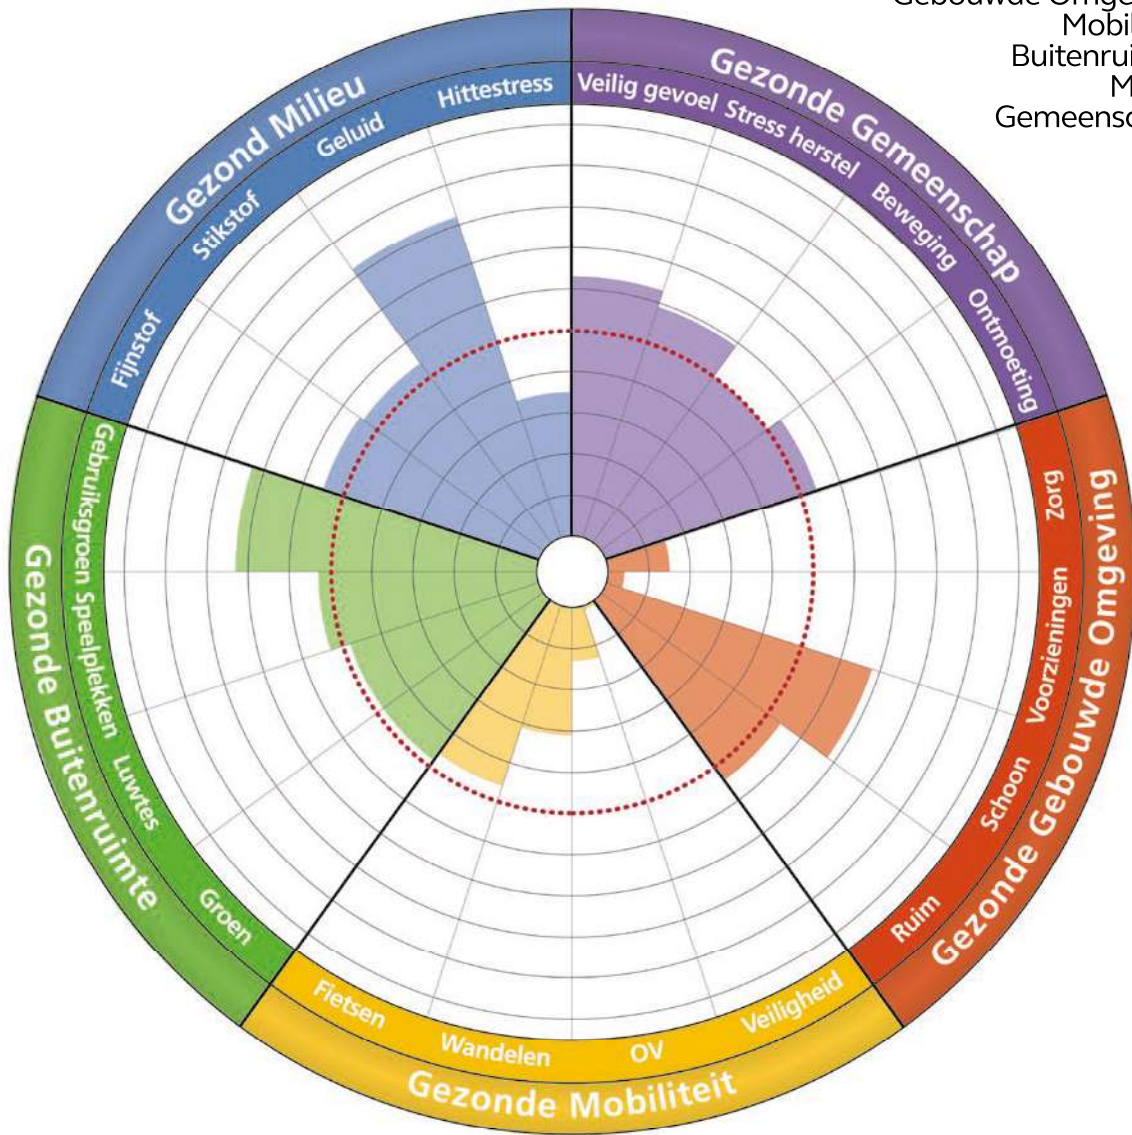 Mobil
Buitenrui
M
Gemeensc
Gezonde Gemeenschap
Veilig gevoel
Stress herstel
Beweging
Ontmoeting
Gezonde Gebouwde Omgeving
Zorg
Voorzieningen
Schoon
Ruim
Gezonde Mobiliteit
Veiligheid
OV
Wandelen
Fietsen
Gezonde Buitenruimte
Groen
Luwtes
Speelplekken
Gebruiksgroen
Gezond Milieu
Fijnstof
Stikstof
Geluid
Hittestress